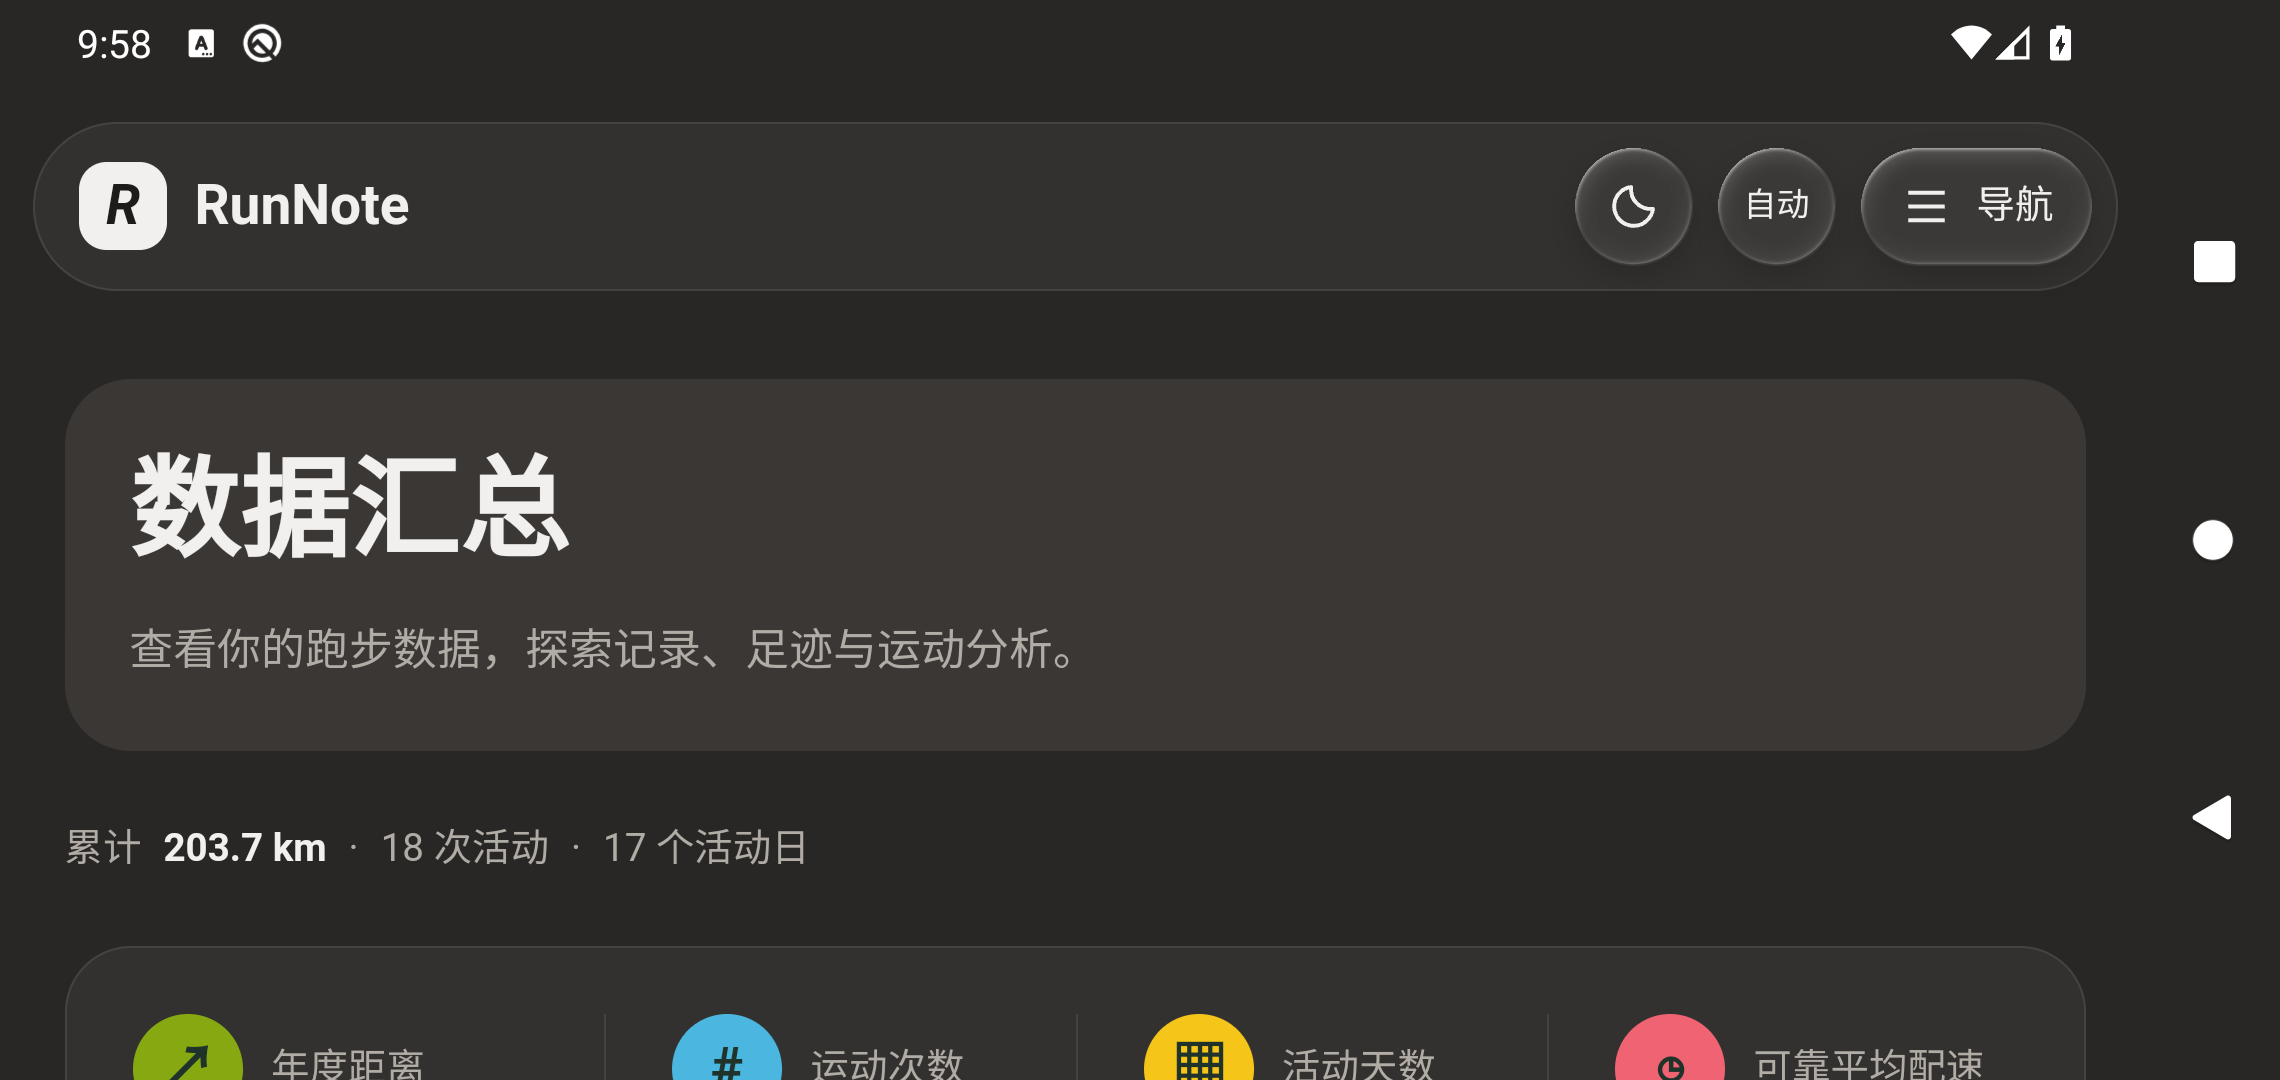 9:58
R RunNote 自动 导航
数据汇总
查看你的跑步数据，探索记录、足迹与运动分析。
累计 203.7 km · 18 次活动 · 17 个活动日
年度距离 # 运动次数 活动天数 可靠平均配速